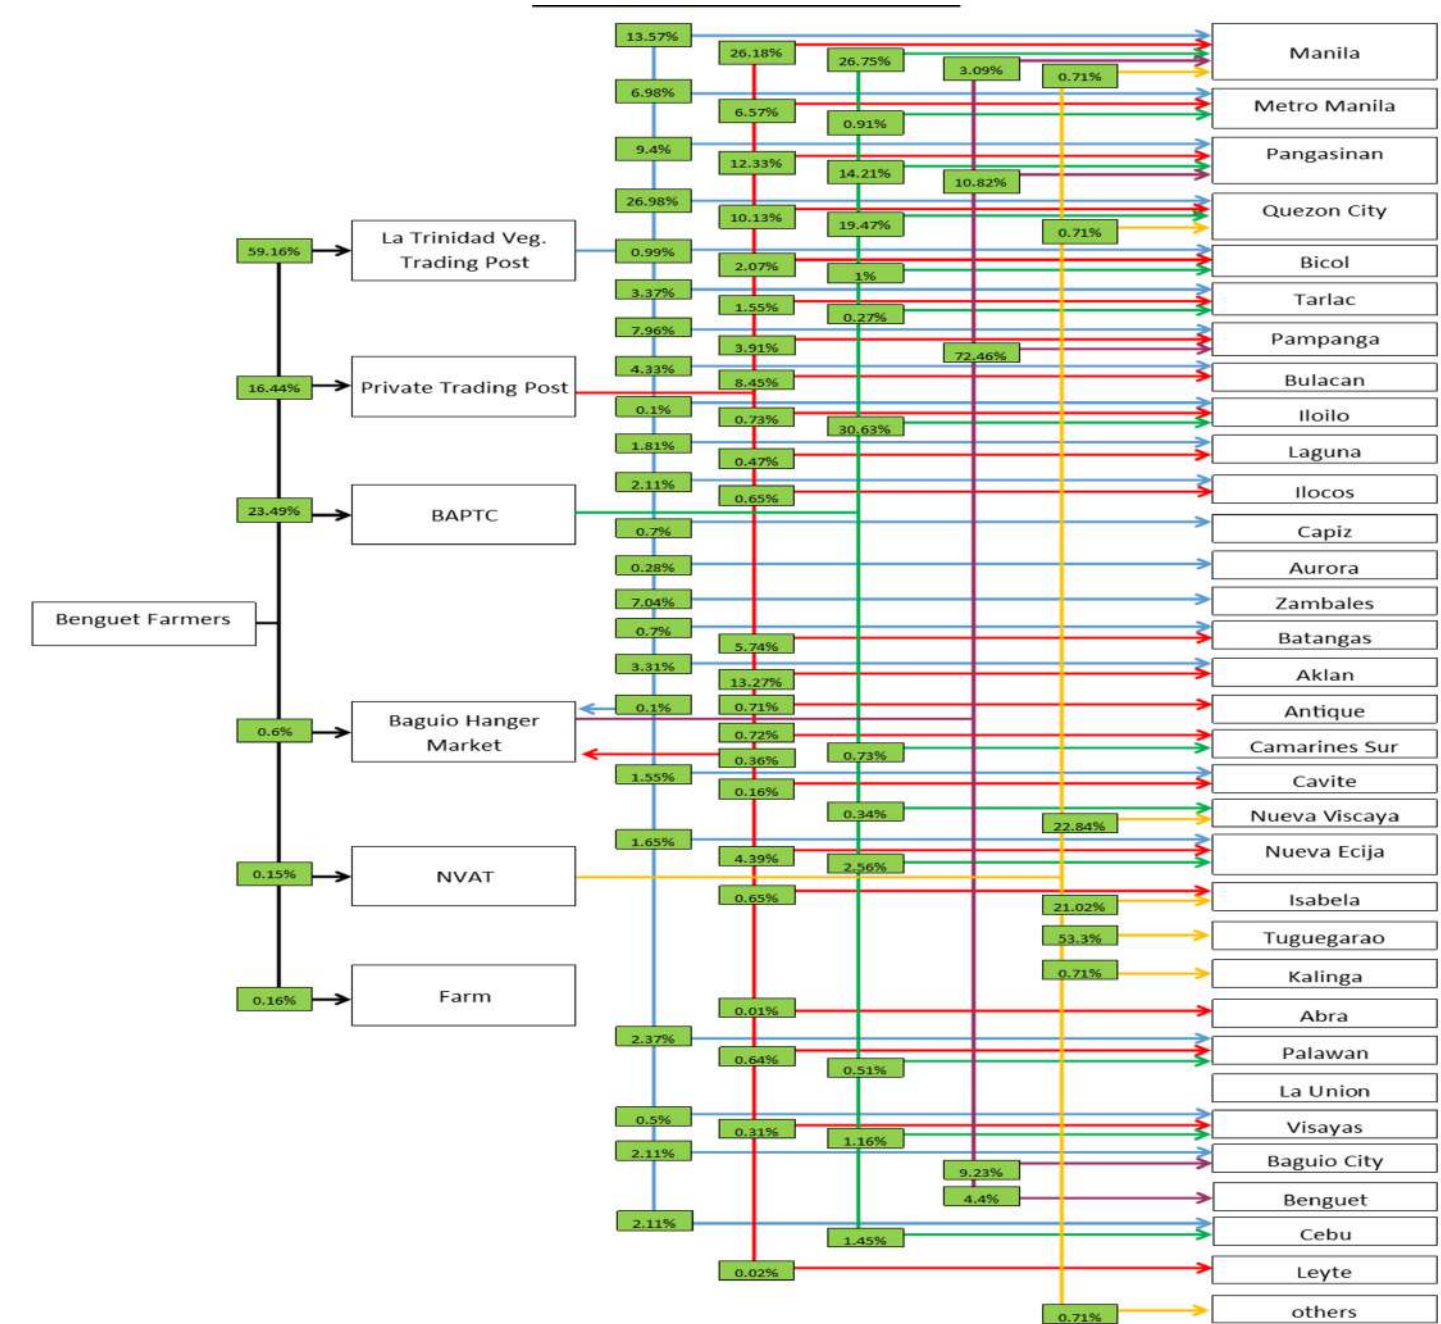 13.57%
26.18%
26.75%
3.09%
0.71%
Manila
6.98%
6.57%
0.91%
Metro Manila
9.4%
12.33%
14.21%
10.82%
Pangasinan
26.98%
10.13%
19.47%
0.71%
Quezon City
59.16%
La Trinidad Veg.
Trading Post
0.99%
2.07%
1%
Bicol
3.37%
1.55%
0.27%
Tarlac
7.96%
3.91%
72.46%
Pampanga
16.44%
Private Trading Post
4.33%
8.45%
Bulacan
0.1%
0.73%
30.63%
Iloilo
1.81%
0.47%
Laguna
2.11%
0.65%
Ilocos
23.49%
BAPTC
0.7%
Capiz
0.28%
Aurora
Benguet Farmers
7.04%
Zambales
0.7%
5.74%
Batangas
3.31%
13.27%
Aklan
0.6%
Baguio Hanger
Market
0.1%
0.71%
Antique
0.72%
0.73%
Camarines Sur
0.36%
1.55%
0.16%
Cavite
0.34%
22.84%
Nueva Viscaya
1.65%
4.39%
2.56%
Nueva Ecija
0.15%
NVAT
0.65%
21.02%
Isabela
53.3%
Tuguegarao
0.71%
Kalinga
0.16%
Farm
0.01%
Abra
2.37%
0.64%
0.51%
Palawan
La Union
0.5%
0.31%
1.16%
Visayas
2.11%
9.23%
Baguio City
4.4%
Benguet
2.11%
1.45%
Cebu
0.02%
Leyte
0.71%
others